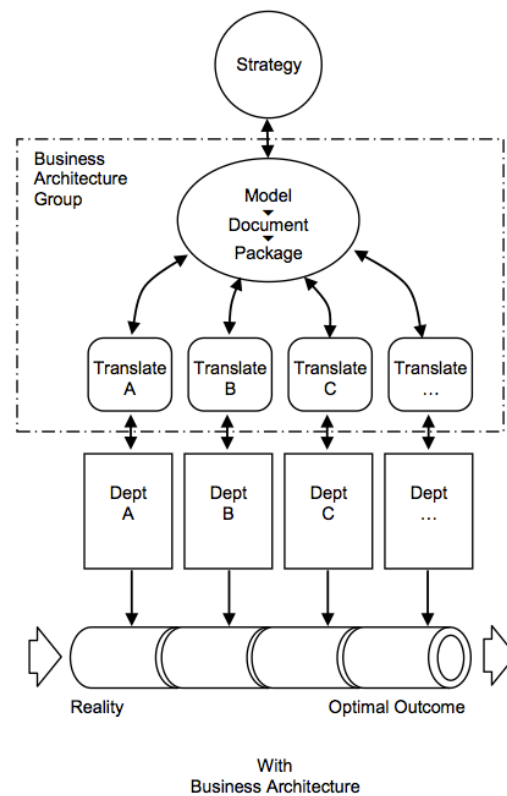 Strategy
Business
Architecture
Group
Model
Document
Package
Translate
A
Translate
B
Translate
C
Translate
...
Dept
A
Dept
B
Dept
C
Dept
...
Reality
Optimal Outcome
With
Business Architecture